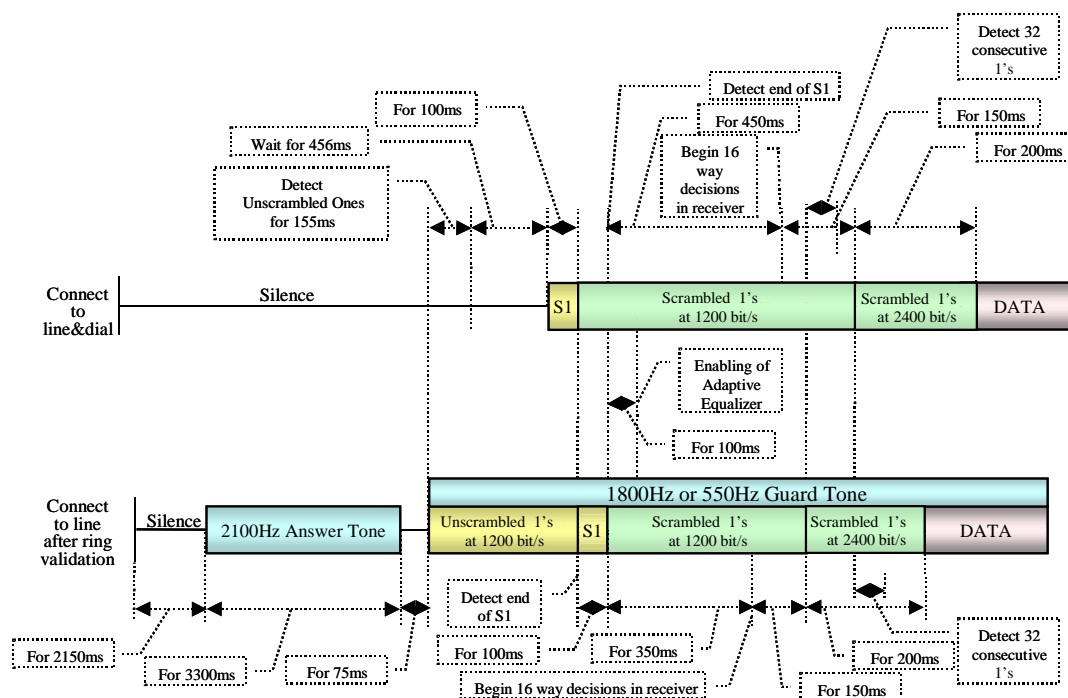 Detect 32
consecutive
1's
Detect end of S1
For 100ms
For 450ms
For 150ms
Wait for 456ms
Begin 16
way
decisions
in receiver
For 200ms
Detect
Unscrambled Ones
for 155ms
Connect
to
line&dial
Silence
S1
Scrambled 1's
at 1200 bit/s
Scrambled 1's
at 2400 bit/s
DATA
Enabling of
Adaptive
Equalizer
For 100ms
Connect
to line
after ring
validation
Silence
2100Hz Answer Tone
1800Hz or 550Hz Guard Tone
Unscrambled 1's
at 1200 bit/s
S1
Scrambled 1's
at 1200 bit/s
Scrambled 1's
at 2400 bit/s
DATA
Detect end
of S1
For 2150ms
For 3300ms
For 75ms
For 100ms
For 350ms
For 200ms
Detect 32
consecutive
1's
Begin 16 way decisions in receiver
For 150ms